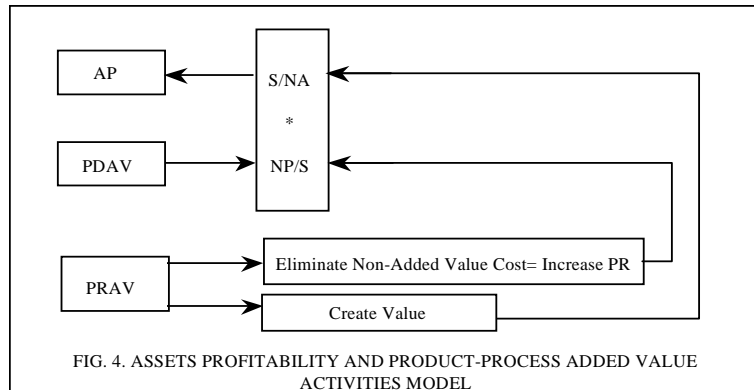 AP
S/NA
*
PDAV
NP/S
PRAV
Eliminate Non-Added Value Cost= Increase PR
Create Value
FIG. 4. ASSETS PROFITABILITY AND PRODUCT-PROCESS ADDED VALUE
ACTIVITIES MODEL